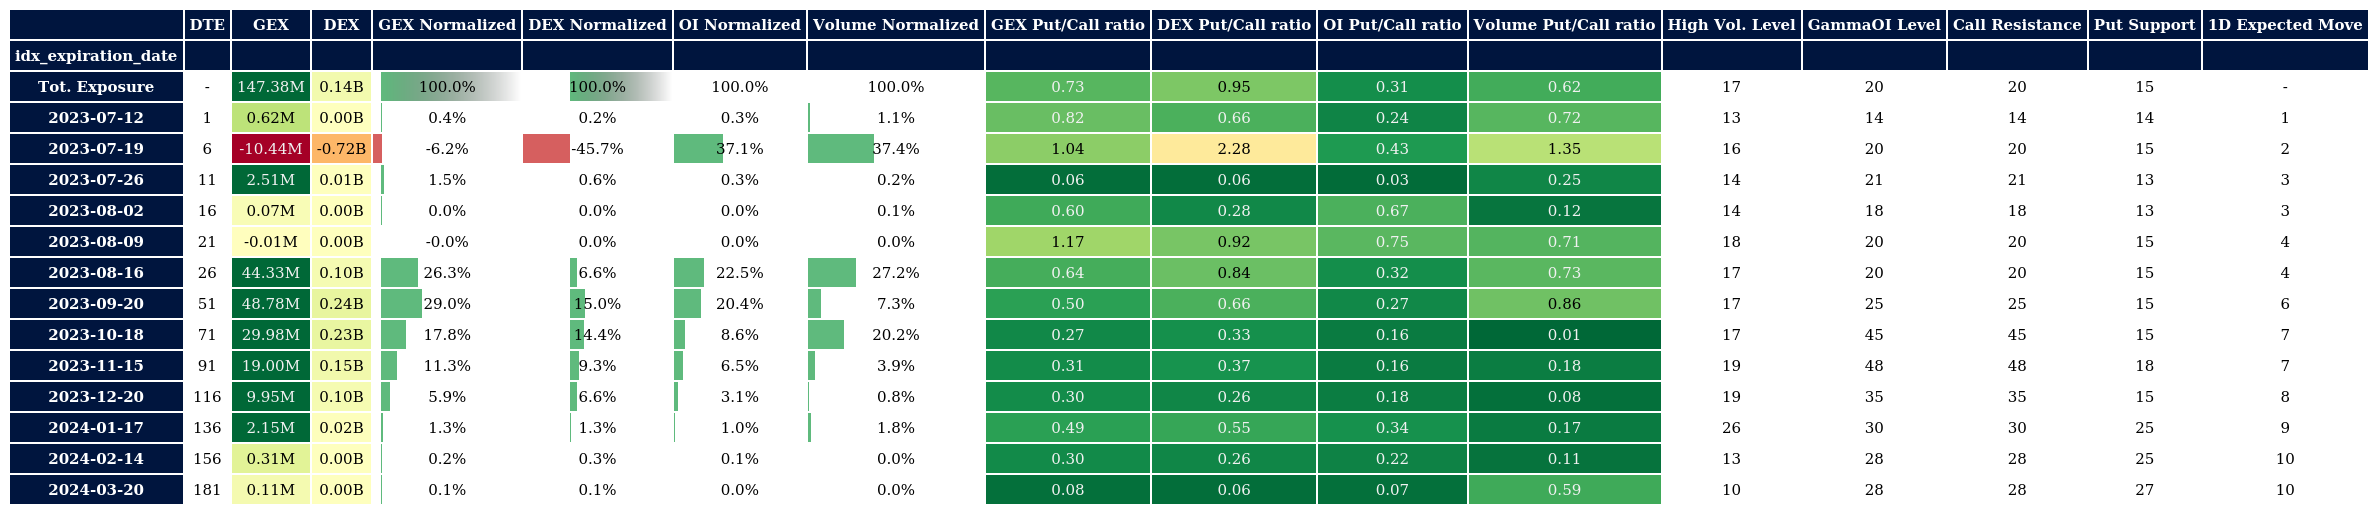 DTE GEX DEX GEX Normalized DEX Normalized OI Normalized Volume Normalized GEX Put/Call ratio DEX Put/Call ratio OI Put/Call ratio Volume Put/Call ratio High Vol. Level GammaOI Level Call Resistance Put Support 1D Expected Move
idx_expiration_date
Tot. Exposure - 147.38M 0.14B 100.0% 100.0% 100.0% 100.0% 0.73 0.95 0.31 0.62 17 20 20 15 -
2023-07-12 1 0.62M 0.00B 0.4% 0.2% 0.3% 1.1% 0.82 0.66 0.24 0.72 13 14 14 14 1
2023-07-19 6 -10.44M -0.72B -6.2% -45.7% 37.1% 37.4% 1.04 2.28 0.43 1.35 16 20 20 15 2
2023-07-26 11 2.51M 0.01B 1.5% 0.6% 0.3% 0.2% 0.06 0.06 0.03 0.25 14 21 21 13 3
2023-08-02 16 0.07M 0.00B 0.0% 0.0% 0.0% 0.1% 0.60 0.28 0.67 0.12 14 18 18 13 3
2023-08-09 21 -0.01M 0.00B -0.0% 0.0% 0.0% 0.0% 1.17 0.92 0.75 0.71 18 20 20 15 4
2023-08-16 26 44.33M 0.10B 26.3% 6.6% 22.5% 27.2% 0.64 0.84 0.32 0.73 17 20 20 15 4
2023-09-20 51 48.78M 0.24B 29.0% 15.0% 20.4% 7.3% 0.50 0.66 0.27 0.86 17 25 25 15 6
2023-10-18 71 29.98M 0.23B 17.8% 14.4% 8.6% 20.2% 0.27 0.33 0.16 0.01 17 45 45 15 7
2023-11-15 91 19.00M 0.15B 11.3% 9.3% 6.5% 3.9% 0.31 0.37 0.16 0.18 19 48 48 18 7
2023-12-20 116 9.95M 0.10B 5.9% 6.6% 3.1% 0.8% 0.30 0.26 0.18 0.08 19 35 35 15 8
2024-01-17 136 2.15M 0.02B 1.3% 1.3% 1.0% 1.8% 0.49 0.55 0.34 0.17 26 30 30 25 9
2024-02-14 156 0.31M 0.00B 0.2% 0.3% 0.1% 0.0% 0.30 0.26 0.22 0.11 13 28 28 25 10
2024-03-20 181 0.11M 0.00B 0.1% 0.1% 0.0% 0.0% 0.08 0.06 0.07 0.59 10 28 28 27 10